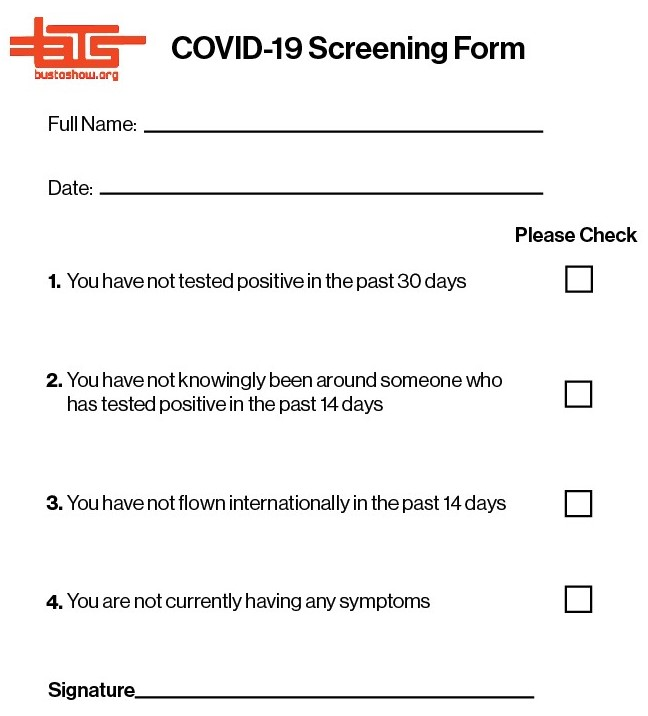 BTS
bustoshow.org
COVID-19 Screening Form
Full Name:
Date:
Please Check
1. You have not tested positive in the past 30 days
2. You have not knowingly been around someone who
has tested positive in the past 14 days
3. You have not flown internationally in the past 14 days
4. You are not currently having any symptoms
Signature